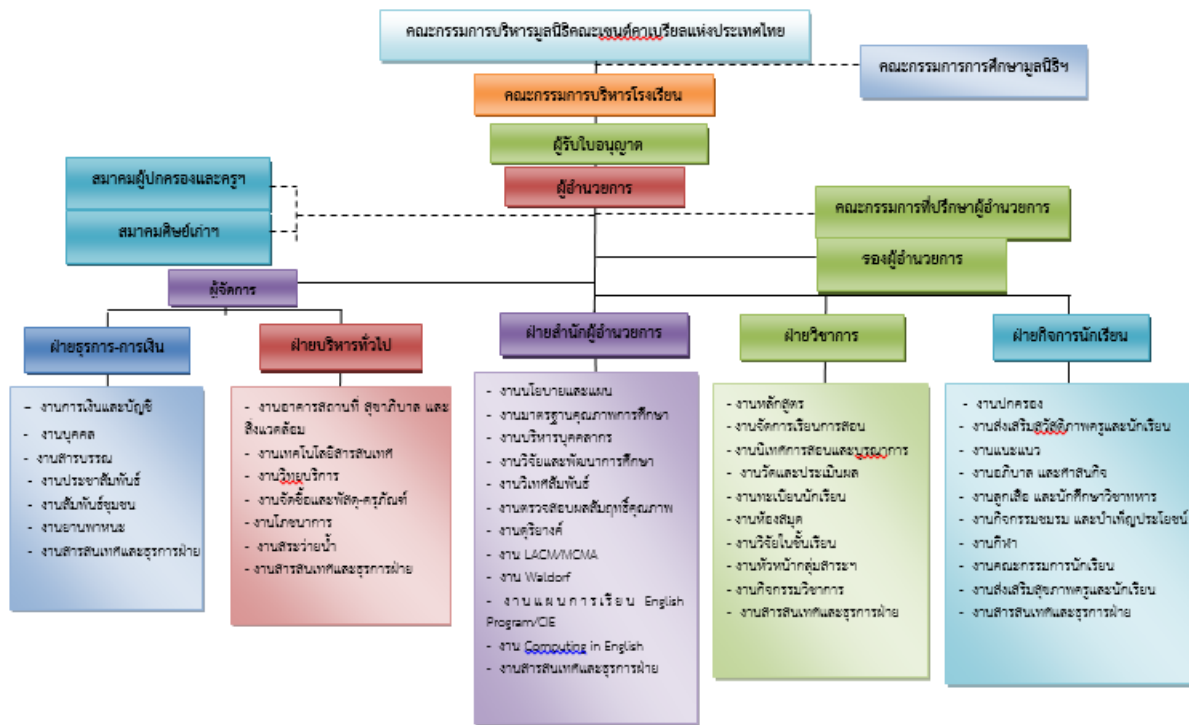 คณะกรรมการบริหารมูลนิธิคณะเซนต์คาเบรียลแห่งประเทศไทย
คณะกรรมการการศึกษามูลนิธิฯ
คณะกรรมการบริหารโรงเรียน
ผู้รับใบอนุญาต
ผู้อำนวยการ
สมาคมผู้ปกครองและครูฯ
สมาคมศิษย์เก่าฯ
คณะกรรมการที่ปรึกษาผู้อำนวยการ
รองผู้อำนวยการ
ผู้จัดการ
ฝ่ายธุรการ-การเงิน
- งานการเงินและบัญชี
- งานบุคคล
- งานสารบรรณ
- งานประชาสัมพันธ์
- งานสัมพันธ์ชุมชน
- งานยานพาหนะ
- งานสารสนเทศและธุรการฝ่าย
ฝ่ายบริหารทั่วไป
- งานอาคารสถานที่ สุขาภิบาล และ
สิ่งแวดล้อม
- งานเทคโนโลยีสารสนเทศ
- งานวิทยบริการ
- งานจัดซื้อและพัสดุ-ครุภัณฑ์
- งานโภชนาการ
- งานสระว่ายน้ำ
- งานสารสนเทศและธุรการฝ่าย
ฝ่ายสำนักผู้อำนวยการ
- งานนโยบายและแผน
- งานมาตรฐานคุณภาพการศึกษา
- งานบริหารบุคลากร
- งานวิจัยและพัฒนาการศึกษา
- งานวิเทศสัมพันธ์
- งานตรวจสอบผลสัมฤทธิ์คุณภาพ
- งานดุริยางค์
- งาน LACM/MCMA
- งาน Waldorf
- งานแผนการเรียน English
Program/CIE
- งาน Computing in English
- งานสารสนเทศและธุรการฝ่าย
ฝ่ายวิชาการ
- งานหลักสูตร
- งานจัดการเรียนการสอน
- งานนิเทศการสอนและบูรณาการ
- งานวัดและประเมินผล
- งานทะเบียนนักเรียน
- งานห้องสมุด
- งานวิจัยในชั้นเรียน
- งานหัวหน้ากลุ่มสาระฯ
- งานกิจกรรมวิชาการ
- งานสารสนเทศและธุรการฝ่าย
ฝ่ายกิจการนักเรียน
- งานปกครอง
- งานส่งเสริมสวัสดิภาพครูและนักเรียน
- งานแนะแนว
- งานอภิบาล และศาสนกิจ
- งานลูกเสือ และนักศึกษาวิชาทหาร
- งานกิจกรรมชมรม และบำเพ็ญประโยชน์
- งานกีฬา
- งานคณะกรรมการนักเรียน
- งานส่งเสริมสุขภาพครูและนักเรียน
- งานสารสนเทศและธุรการฝ่าย